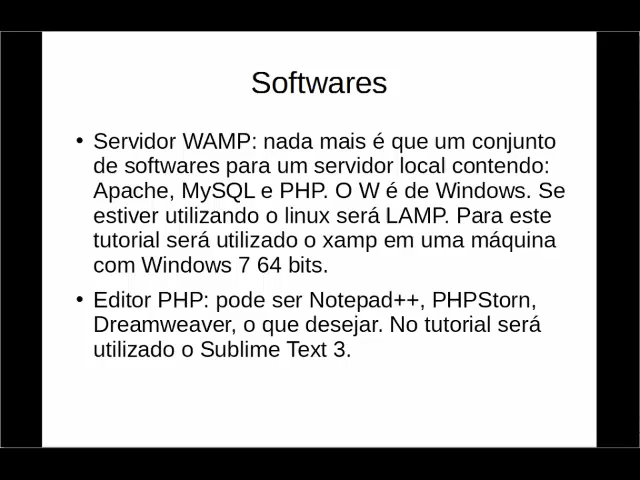 Softwares
• Servidor WAMP: nada mais é que um conjunto
de softwares para um servidor local contendo:
Apache, MySQL e PHP. O W é de Windows. Se
estiver utilizando o linux será LAMP. Para este
tutorial será utilizado o xamp em uma máquina
com Windows 7 64 bits.
• Editor PHP: pode ser Notepad++, PHPStorn,
Dreamweaver, o que desejar. No tutorial será
utilizado o Sublime Text 3.